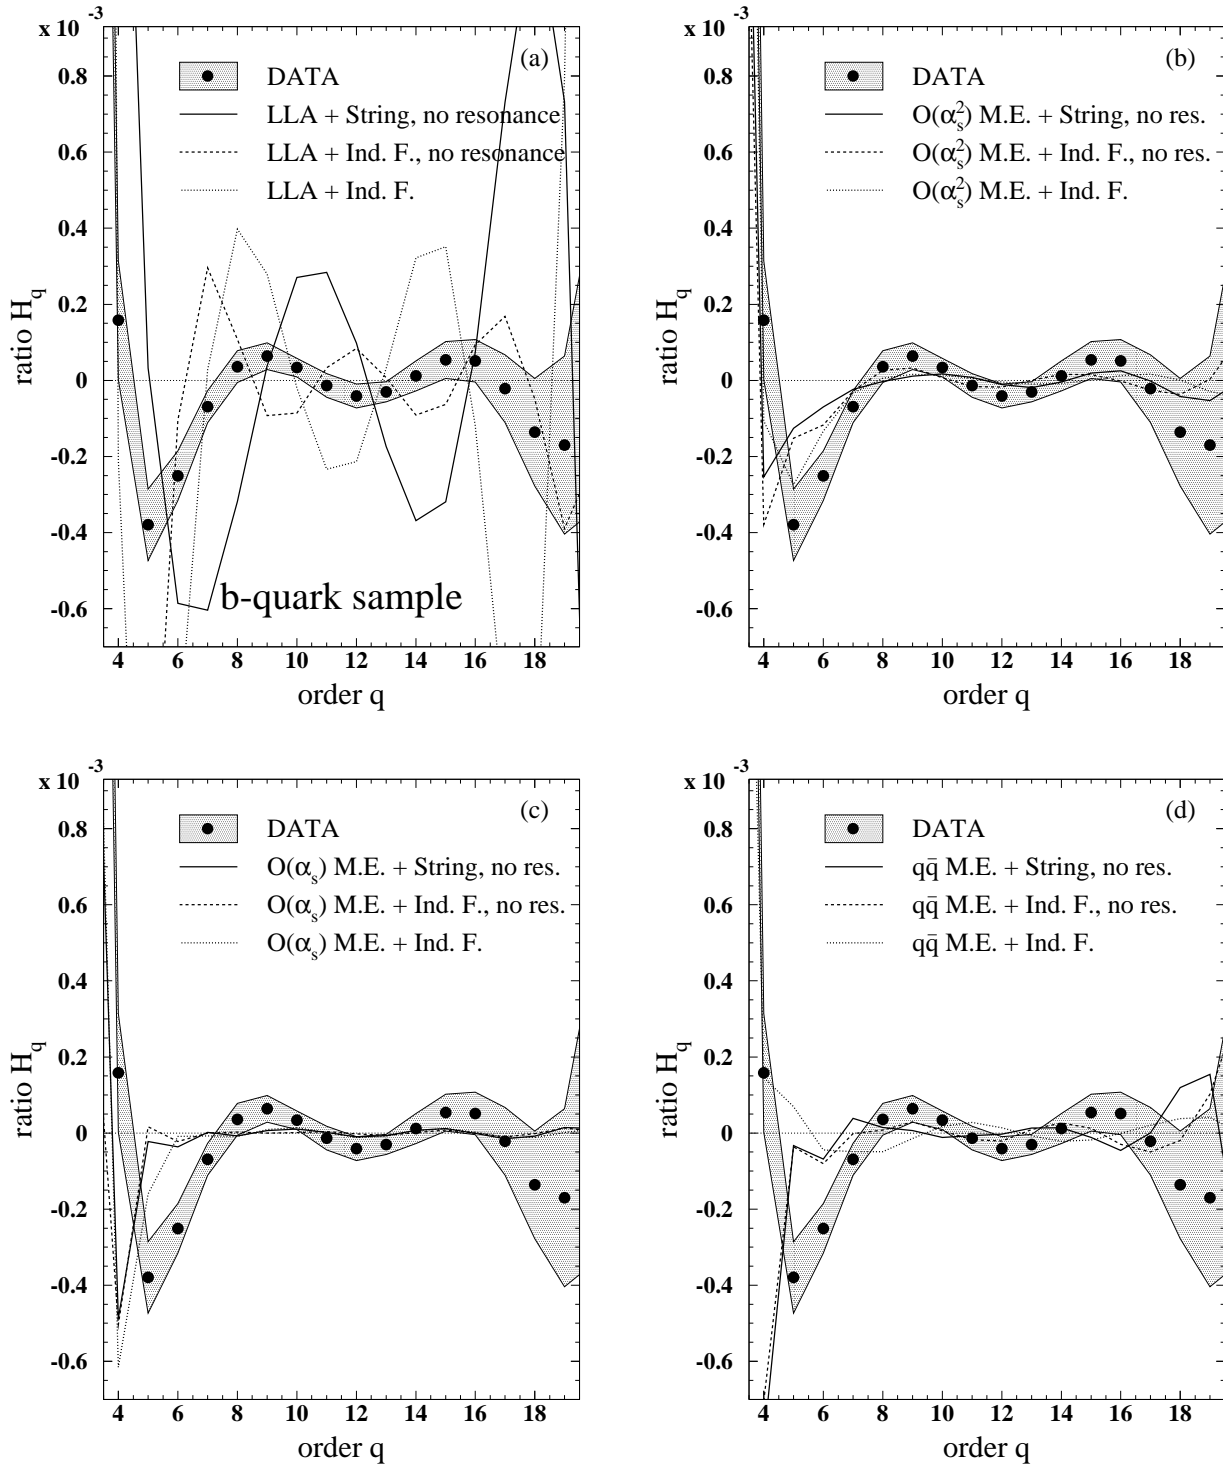 x 10 -3
(a)
DATA
LLA + String, no resonance
LLA + Ind. F., no resonance
LLA + Ind. F.
b-quark sample
ratio H_q
0.8
0.6
0.4
0.2
0
-0.2
-0.4
-0.6
4 6 8 10 12 14 16 18
order q
x 10 -3
(b)
DATA
O(α_s^2) M.E. + String, no res.
O(α_s^2) M.E. + Ind. F., no res.
O(α_s^2) M.E. + Ind. F.
ratio H_q
0.8
0.6
0.4
0.2
0
-0.2
-0.4
-0.6
4 6 8 10 12 14 16 18
order q
x 10 -3
(c)
DATA
O(α_s) M.E. + String, no res.
O(α_s) M.E. + Ind. F., no res.
O(α_s) M.E. + Ind. F.
ratio H_q
0.8
0.6
0.4
0.2
0
-0.2
-0.4
-0.6
4 6 8 10 12 14 16 18
order q
x 10 -3
(d)
DATA
qq̄ M.E. + String, no res.
qq̄ M.E. + Ind. F., no res.
qq̄ M.E. + Ind. F.
ratio H_q
0.8
0.6
0.4
0.2
0
-0.2
-0.4
-0.6
4 6 8 10 12 14 16 18
order q